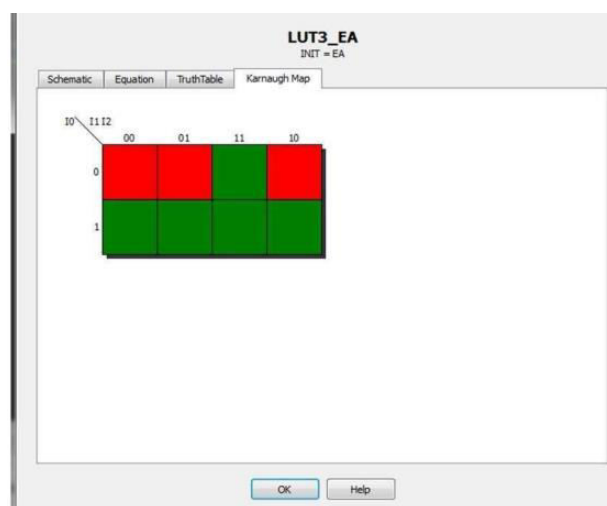 LUT3_EA
INIT = EA
Schematic Equation TruthTable Karnaugh Map
I0 I1 I2
00 01 11 10
0
1
OK Help